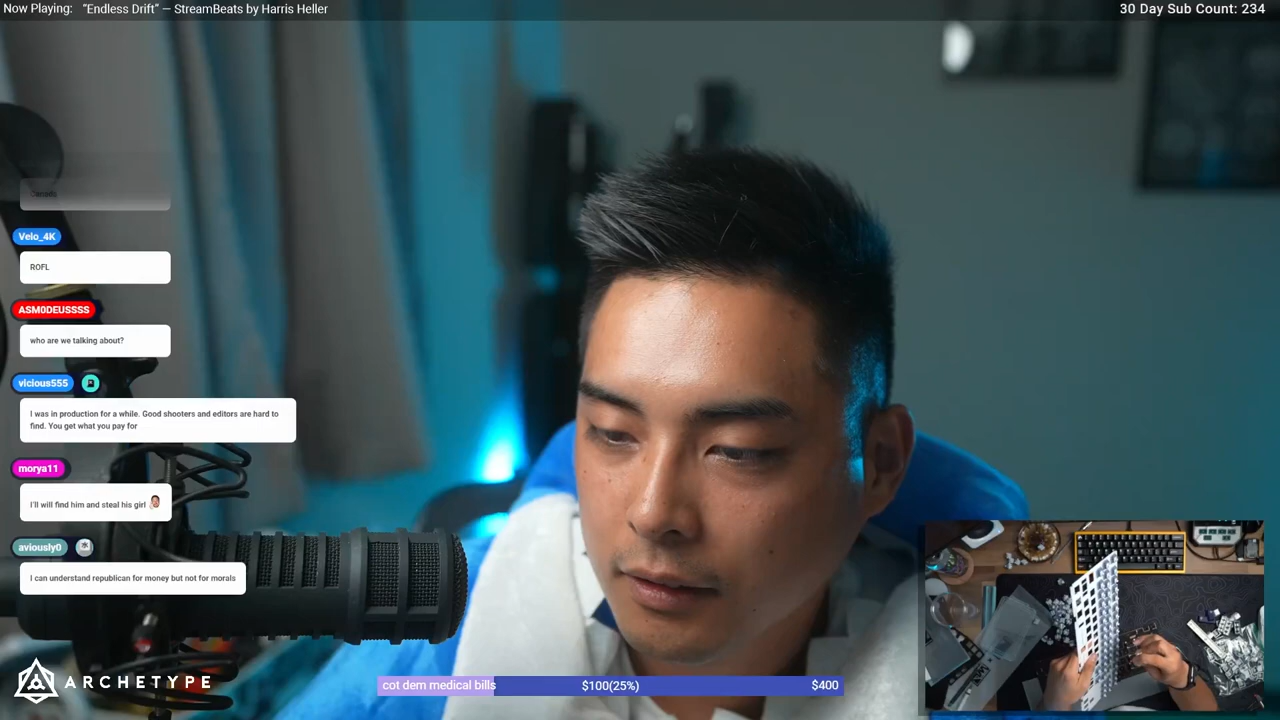 Now Playing: "Endless Drift" — StreamBeats by Harris Heller
30 Day Sub Count: 234
Canada
Velo_4K
ROFL
ASM0DEUSSSS
who are we talking about?
vicious555
I was in production for a while. Good shooters and editors are hard to
find. You get what you pay for
morya11
I'll will find him and steal his girl
aviously0
I can understand republican for money but not for morals
ARCHETYPE
cot dem medical bills
$100(25%)
$400